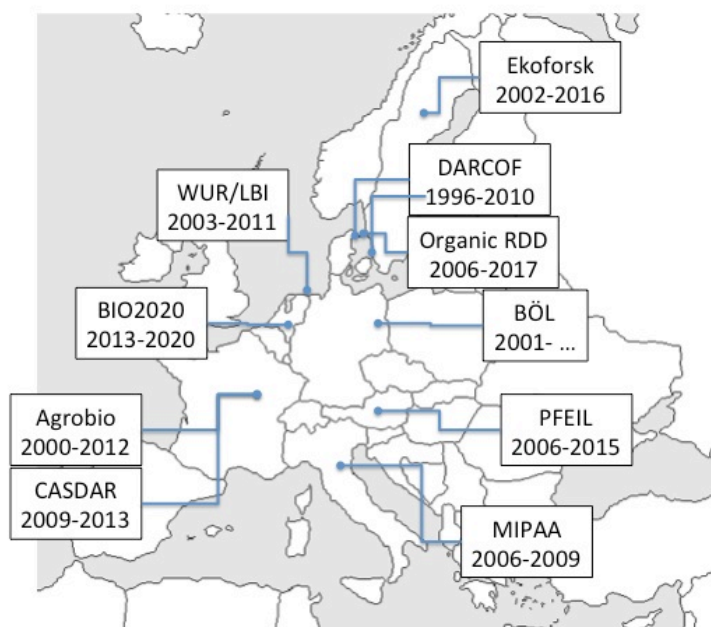 Ekoforsk
2002-2016
DARCOF
1996-2010
WUR/LBI
2003-2011
Organic RDD
2006-2017
BIO2020
2013-2020
BÖL
2001- ...
Agrobio
2000-2012
PFEIL
2006-2015
CASDAR
2009-2013
MIPAA
2006-2009